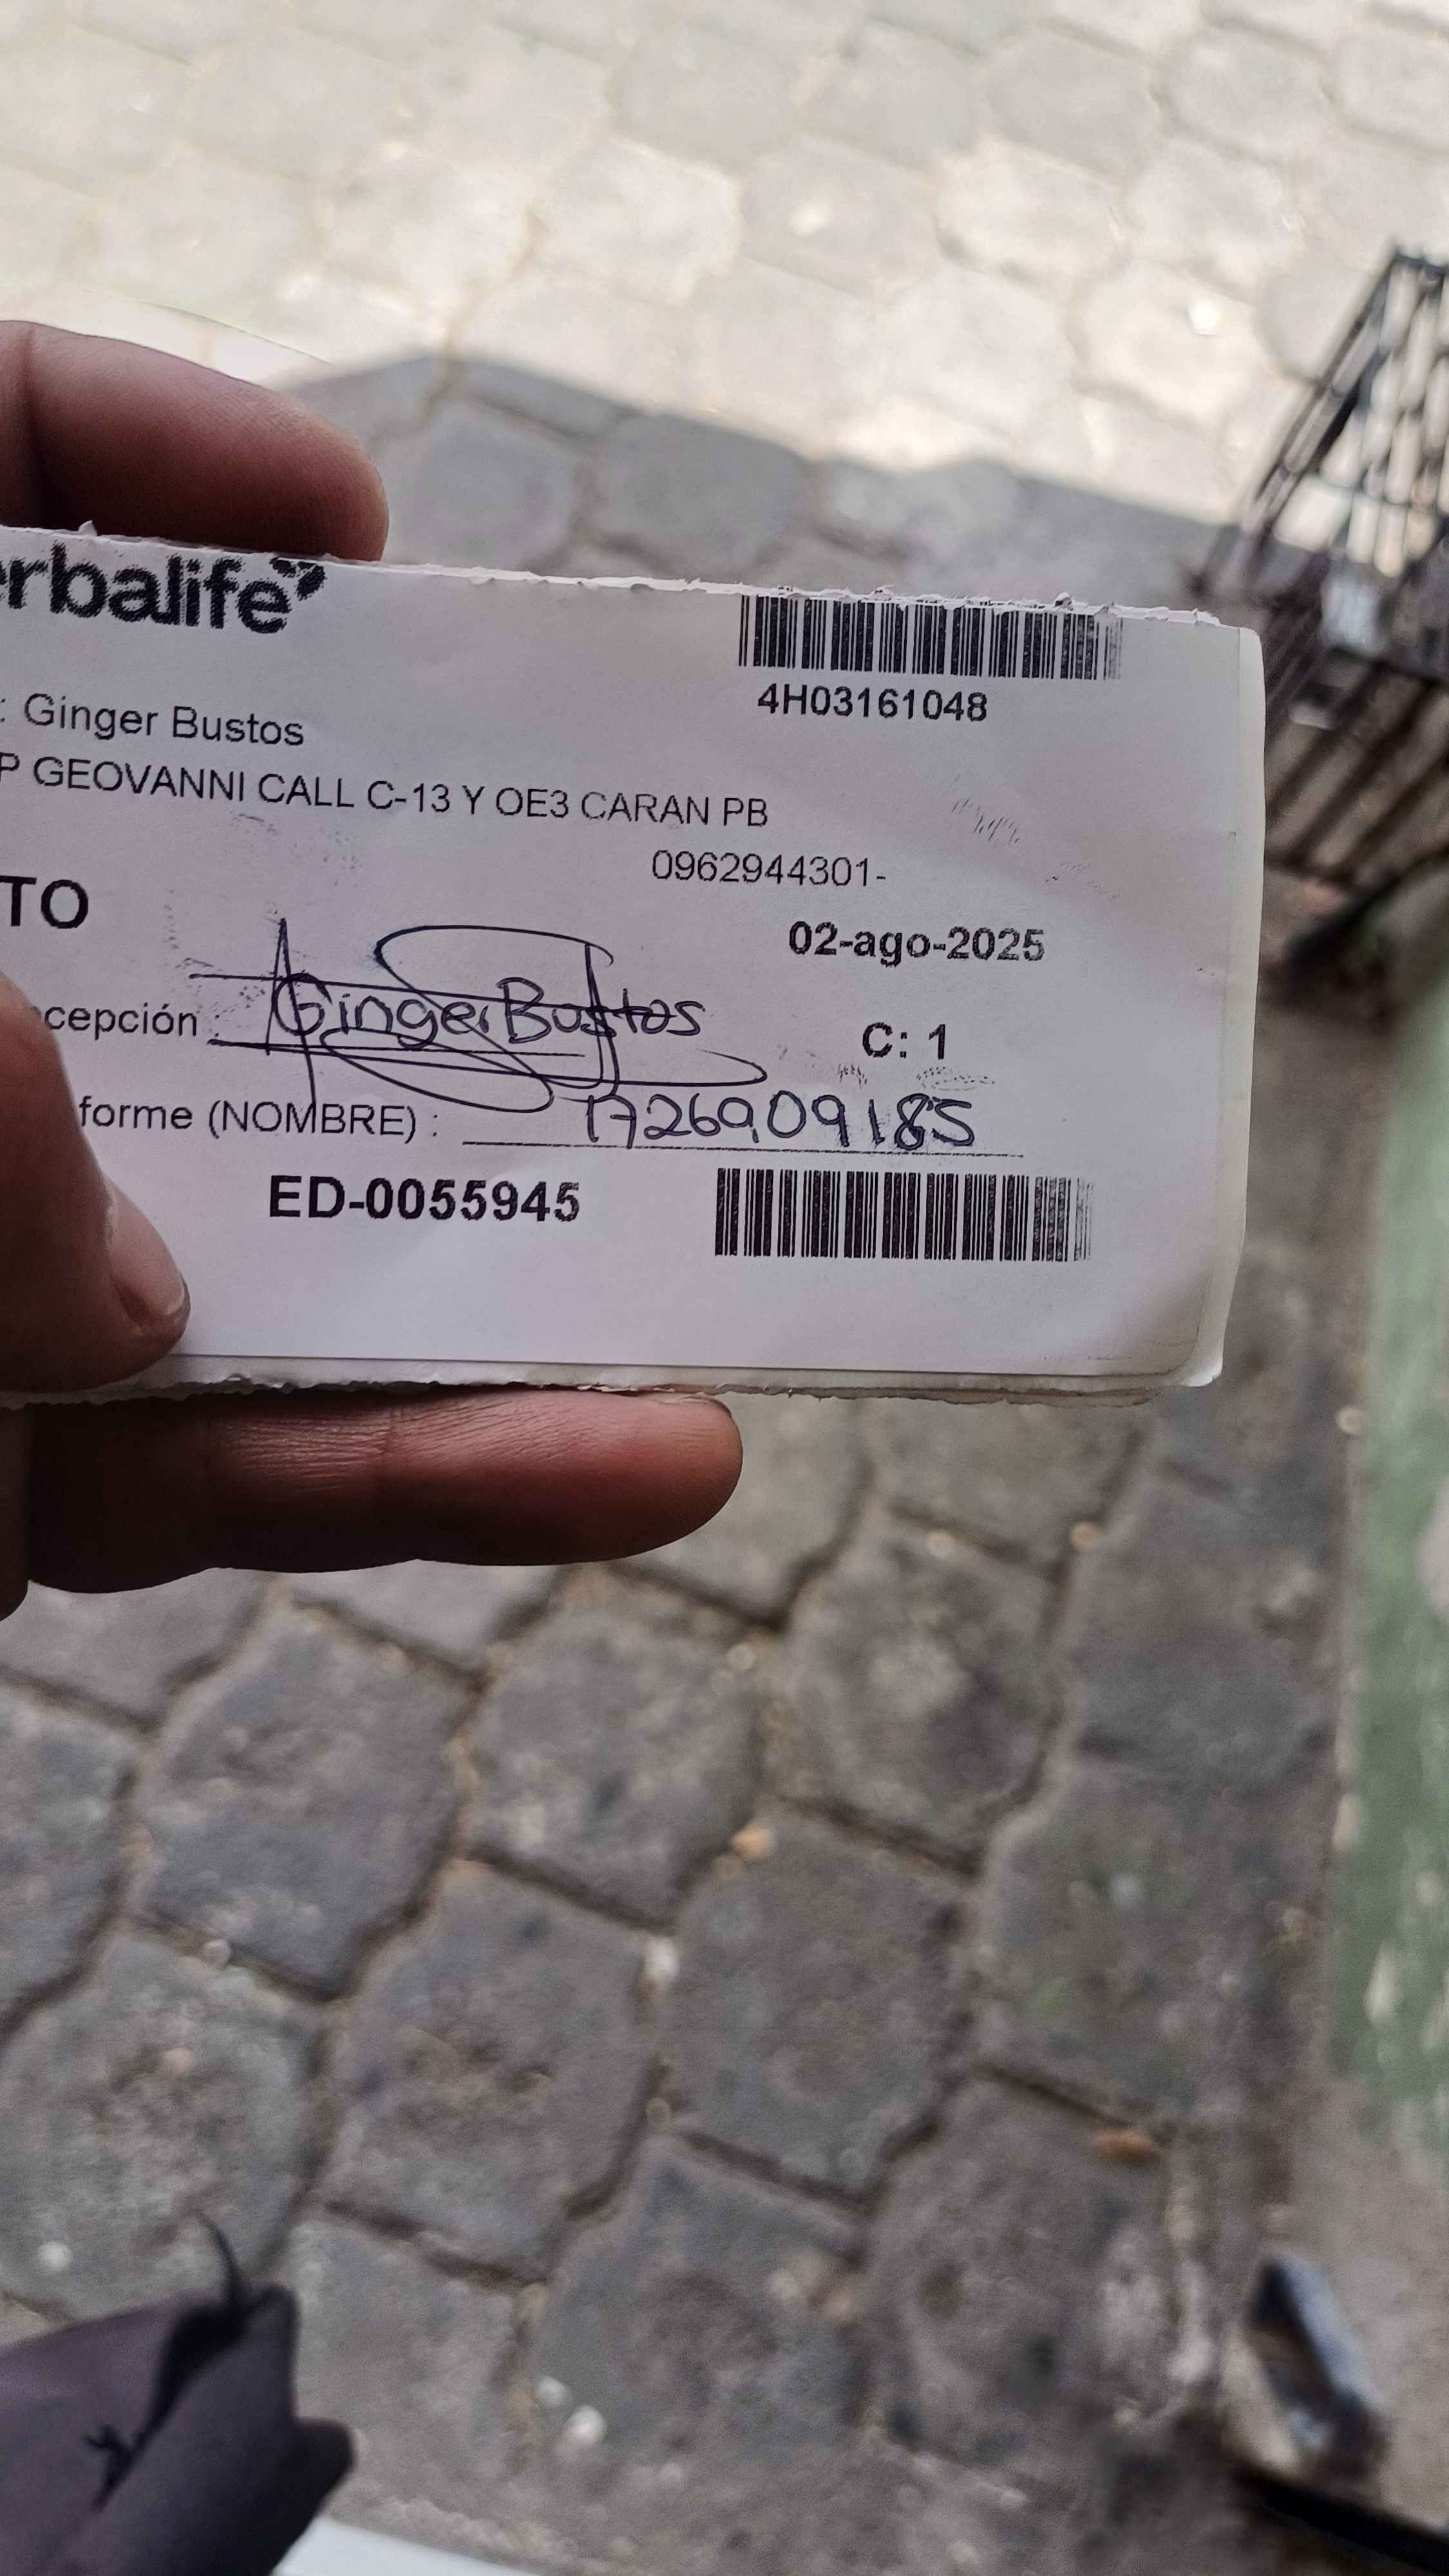 erbalife
4H03161048
: Ginger Bustos
P GEOVANNI CALL C-13 Y OE3 CARAN PB
0962944301-
TO
02-ago-2025
cepción : Ginger Bustos
C: 1
forme (NOMBRE) : 1726909185
ED-0055945